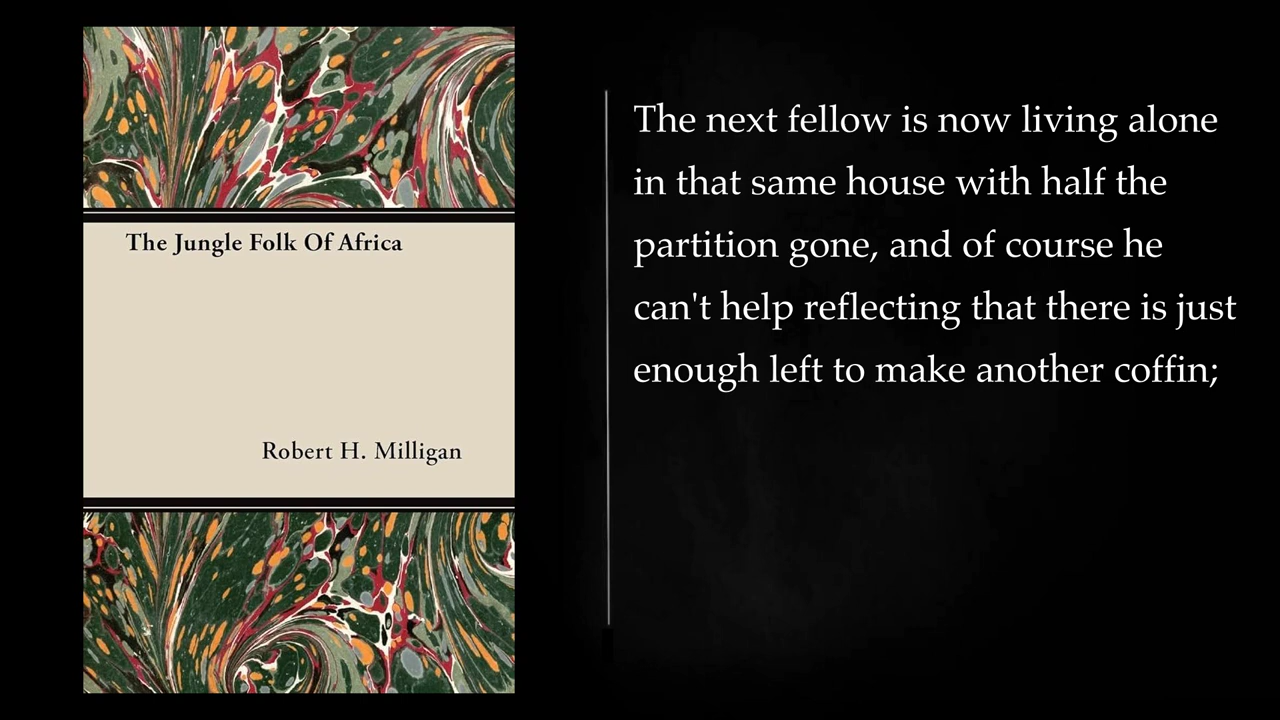 The Jungle Folk Of Africa
Robert H. Milligan
The next fellow is now living alone
in that same house with half the
partition gone, and of course he
can't help reflecting that there is just
enough left to make another coffin;